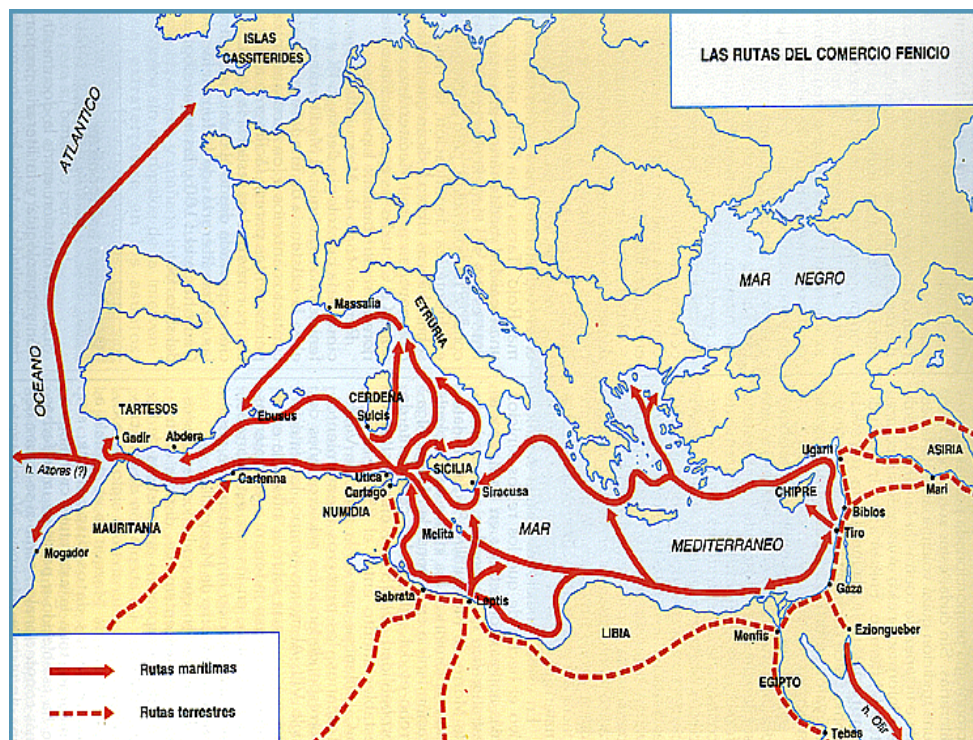 ISLAS
CASSITERIDES
LAS RUTAS DEL COMERCIO FENICIO
ATLANTICO
OCEANO
MAR NEGRO
Massalia
ETRURIA
TARTESOS
Gadir
Abdera
Ebusus
CERDEÑA
Sulcis
h. Azores (?)
Cartenna
Utica
Cartago
NUMIDIA
SICILIA
Siracusa
Ugarit
ASIRIA
CHIPRE
Mari
Biblos
Tiro
MAURITANIA
Mogador
Melita
MAR
MEDITERRANEO
Gaza
Sabrata
Leptis
LIBIA
Menfis
Eziongueber
EGIPTO
h. Ofir
Tebas
Rutas marítimas
Rutas terrestres